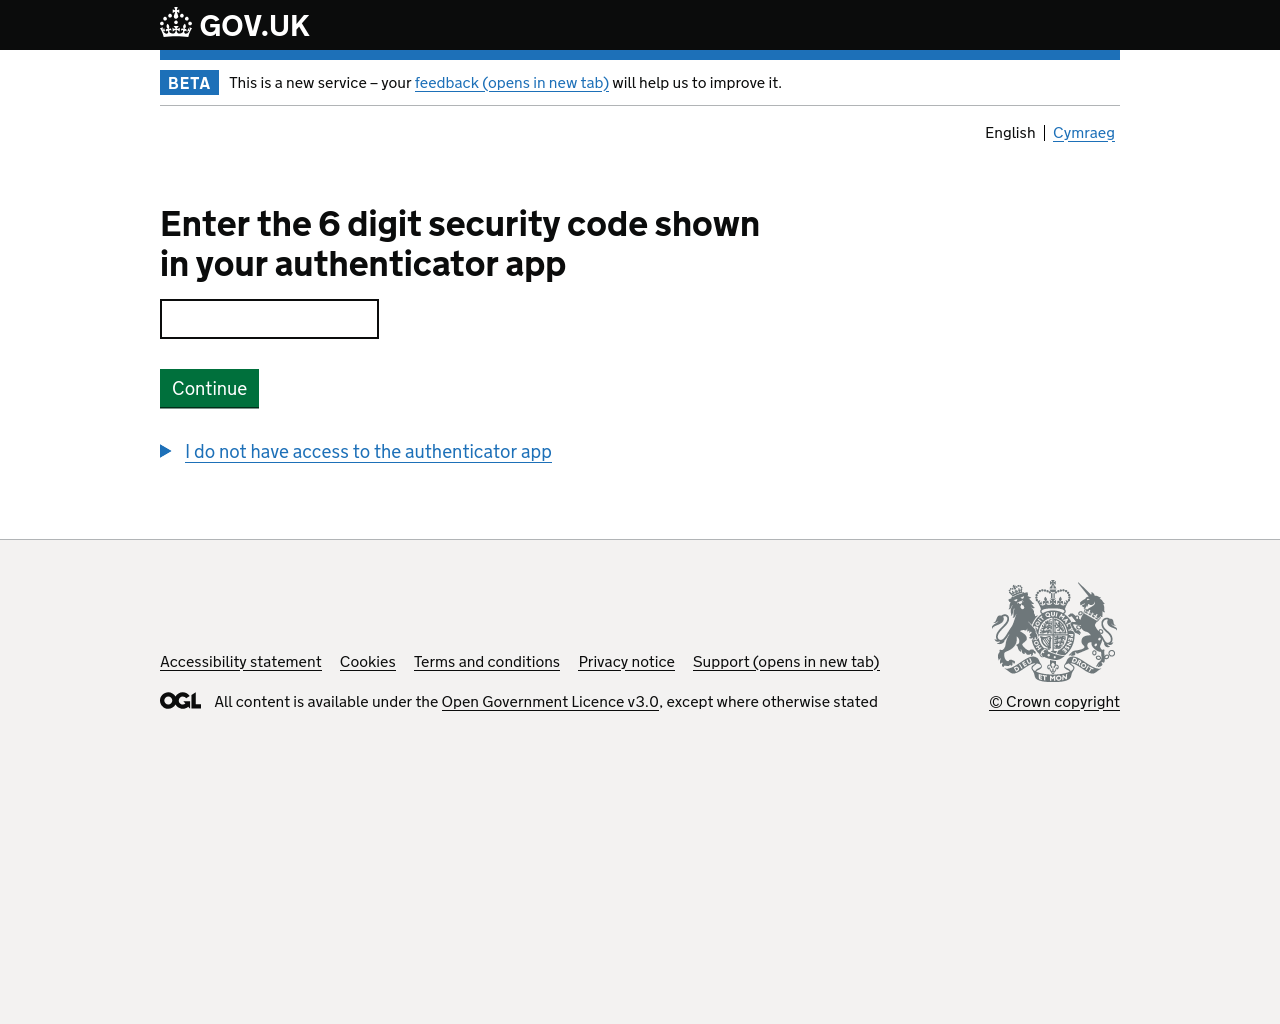 GOV.UK
BETA This is a new service – your feedback (opens in new tab) will help us to improve it.
English Cymraeg
Enter the 6 digit security code shown
in your authenticator app
Continue
I do not have access to the authenticator app
Accessibility statement Cookies Terms and conditions Privacy notice Support (opens in new tab)
OGL All content is available under the Open Government Licence v3.0, except where otherwise stated
DIEU ET MON DROIT
© Crown copyright